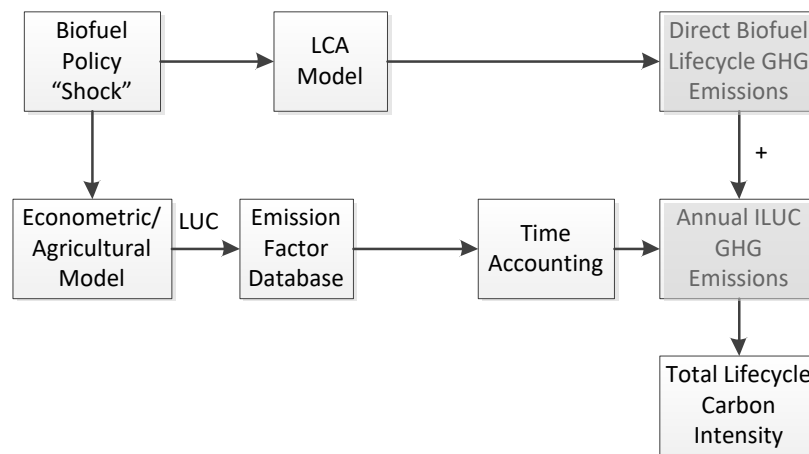 Biofuel
Policy
“Shock”
LCA
Model
Direct Biofuel
Lifecycle GHG
Emissions
+
Econometric/
Agricultural
Model
LUC
Emission
Factor
Database
Time
Accounting
Annual ILUC
GHG
Emissions
Total Lifecycle
Carbon
Intensity